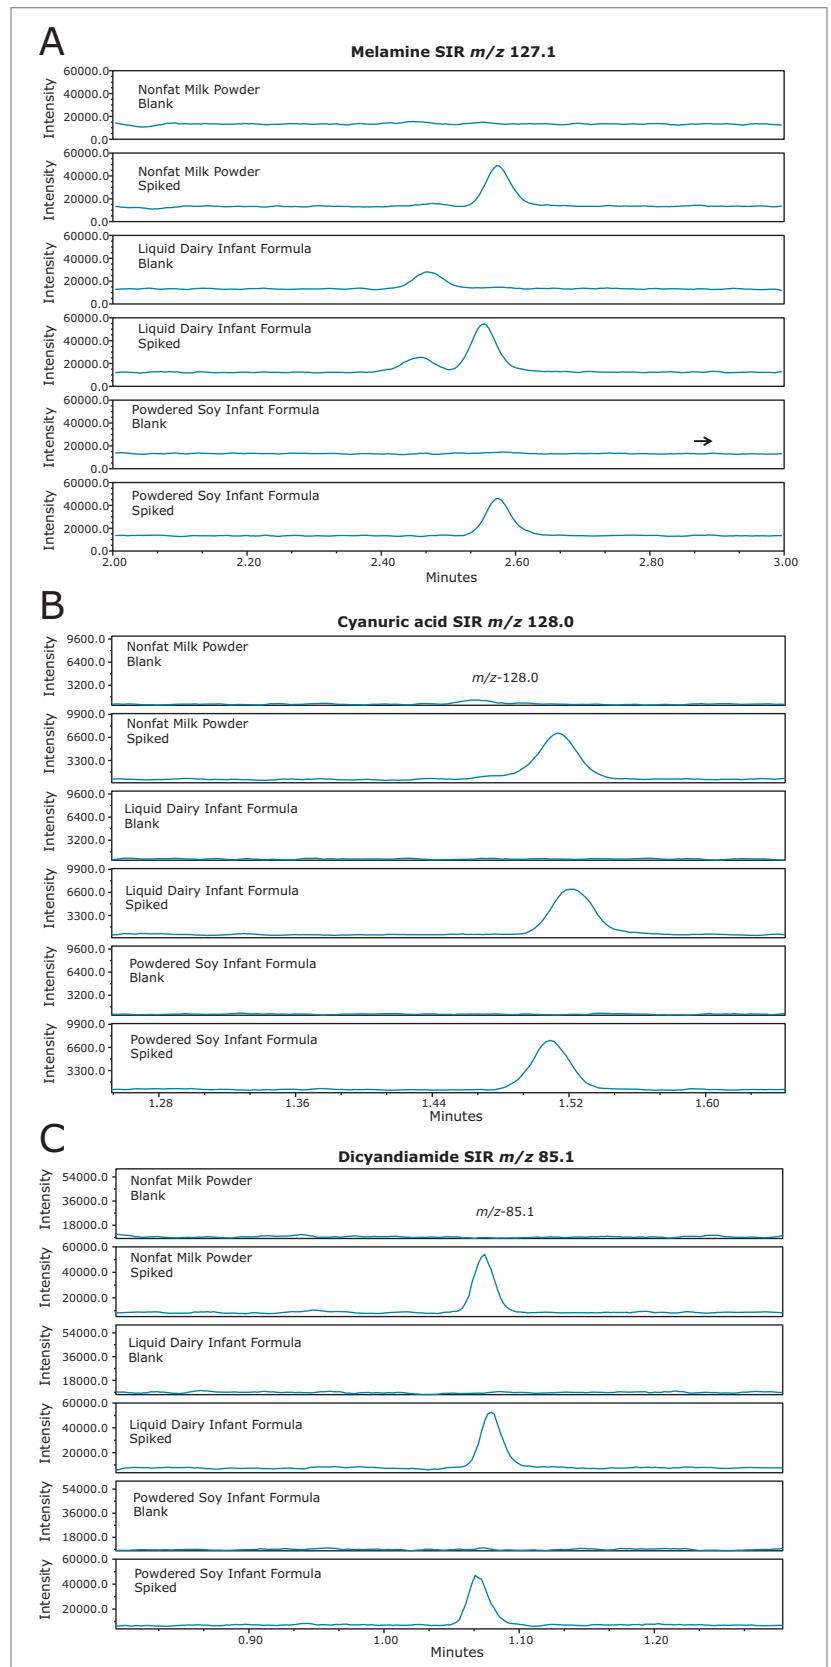 A
Melamine SIR m/z 127.1
Intensity
60000.0
40000.0
20000.0
0.0
Nonfat Milk Powder
Blank
Intensity
60000.0
40000.0
20000.0
0.0
Nonfat Milk Powder
Spiked
Intensity
60000.0
40000.0
20000.0
0.0
Liquid Dairy Infant Formula
Blank
Intensity
60000.0
40000.0
20000.0
0.0
Liquid Dairy Infant Formula
Spiked
Intensity
60000.0
40000.0
20000.0
0.0
Powdered Soy Infant Formula
Blank
Intensity
60000.0
40000.0
20000.0
0.0
Powdered Soy Infant Formula
Spiked
2.00 2.20 2.40 2.60 2.80 3.00
Minutes
B
Cyanuric acid SIR m/z 128.0
Intensity
9600.0
6400.0
3200.0
Nonfat Milk Powder
Blank
m/z-128.0
Intensity
9900.0
6600.0
3300.0
Nonfat Milk Powder
Spiked
Intensity
9600.0
6400.0
3200.0
Liquid Dairy Infant Formula
Blank
Intensity
9900.0
6600.0
3300.0
Liquid Dairy Infant Formula
Spiked
Intensity
9600.0
6400.0
3200.0
Powdered Soy Infant Formula
Blank
Intensity
9900.0
6600.0
3300.0
Powdered Soy Infant Formula
Spiked
1.28 1.36 1.44 1.52 1.60
Minutes
C
Dicyandiamide SIR m/z 85.1
Intensity
54000.0
36000.0
18000.0
Nonfat Milk Powder
Blank
m/z-85.1
Intensity
60000.0
40000.0
20000.0
Nonfat Milk Powder
Spiked
Intensity
54000.0
36000.0
18000.0
Liquid Dairy Infant Formula
Blank
Intensity
60000.0
40000.0
20000.0
Liquid Dairy Infant Formula
Spiked
Intensity
54000.0
36000.0
18000.0
Powdered Soy Infant Formula
Blank
Intensity
60000.0
40000.0
20000.0
Powdered Soy Infant Formula
Spiked
0.90 1.00 1.10 1.20
Minutes